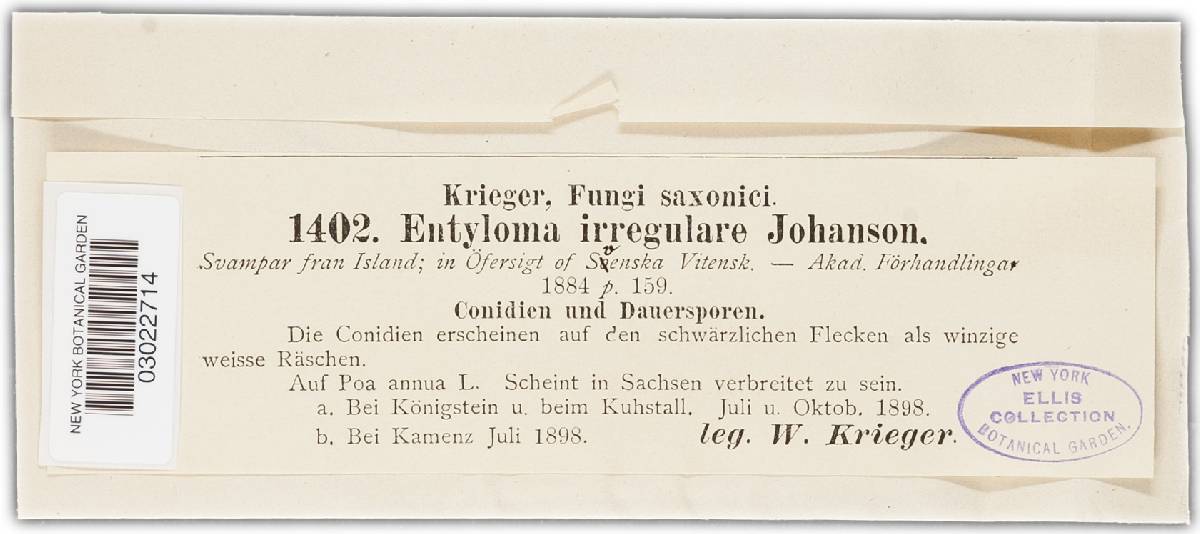 Krieger, Fungi saxonici.
1402. Entyloma irregulare Johanson.
Svampar fran Island; in Öfersigt of Svenska Vitensk. — Akad. Förhandlingar
1884 p. 159.
Conidien und Dauersporen.
Die Conidien erscheinen auf den schwärzlichen Flecken als winzige
weisse Räschen.
Auf Poa annua L. Scheint in Sachsen verbreitet zu sein.
a. Bei Königstein u. beim Kuhstall. Juli u. Oktob. 1898.
b. Bei Kamenz Juli 1898. leg. W. Krieger.
NEW YORK BOTANICAL GARDEN
03022714
NEW YORK
ELLIS
COLLECTION
BOTANICAL GARDEN.